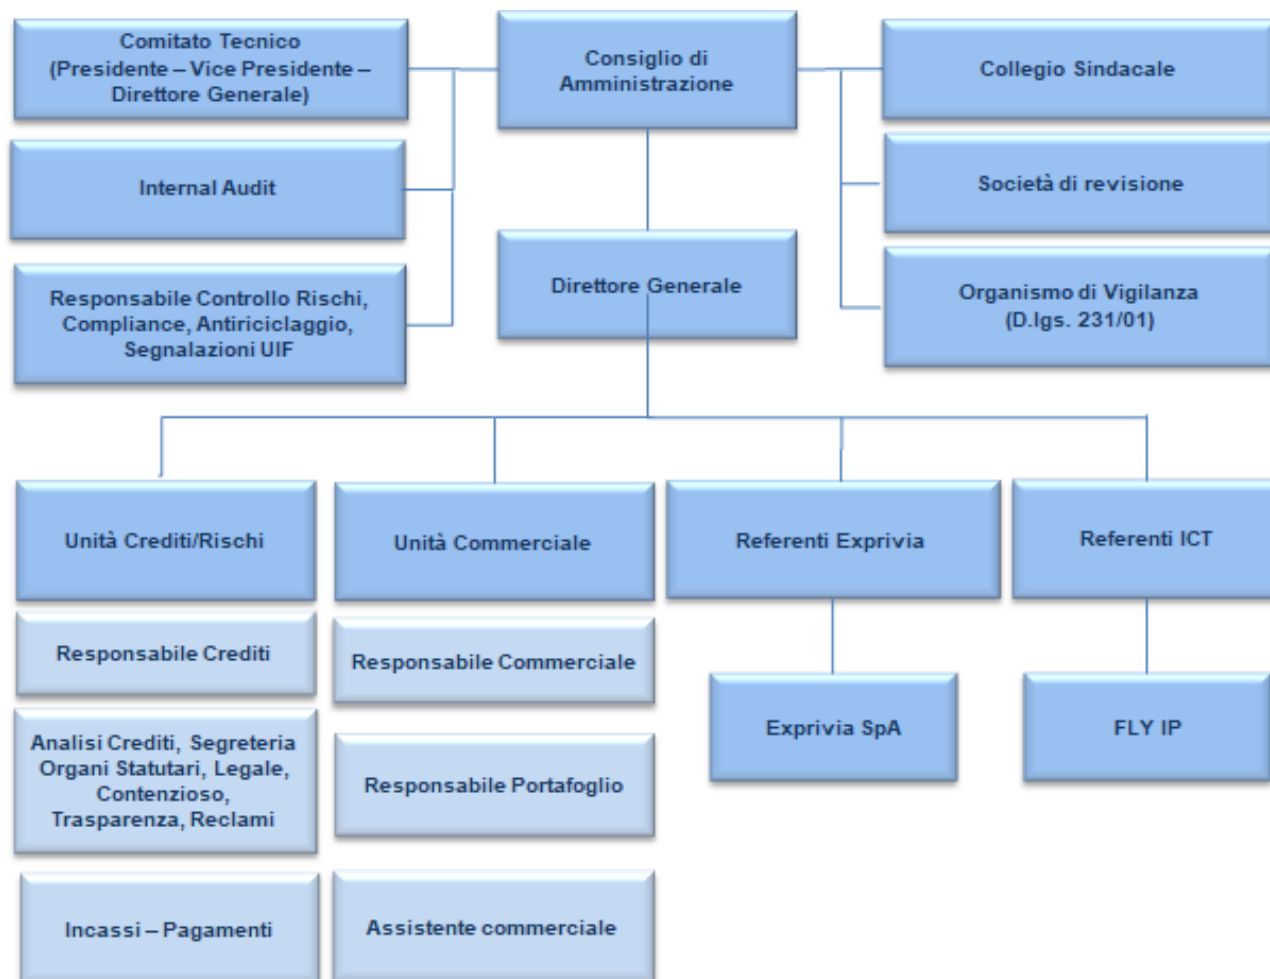 Comitato Tecnico
(Presidente – Vice Presidente –
Direttore Generale)
Consiglio di
Amministrazione
Collegio Sindacale
Internal Audit
Società di revisione
Direttore Generale
Responsabile Controllo Rischi,
Compliance, Antiriciclaggio,
Segnalazioni UIF
Organismo di Vigilanza
(D.lgs. 231/01)
Unità Crediti/Rischi
Unità Commerciale
Referenti Exprivia
Referenti ICT
Responsabile Crediti
Responsabile Commerciale
Exprivia SpA
FLY IP
Analisi Crediti, Segreteria
Organi Statutari, Legale,
Contenzioso,
Trasparenza, Reclami
Responsabile Portafoglio
Incassi – Pagamenti
Assistente commerciale